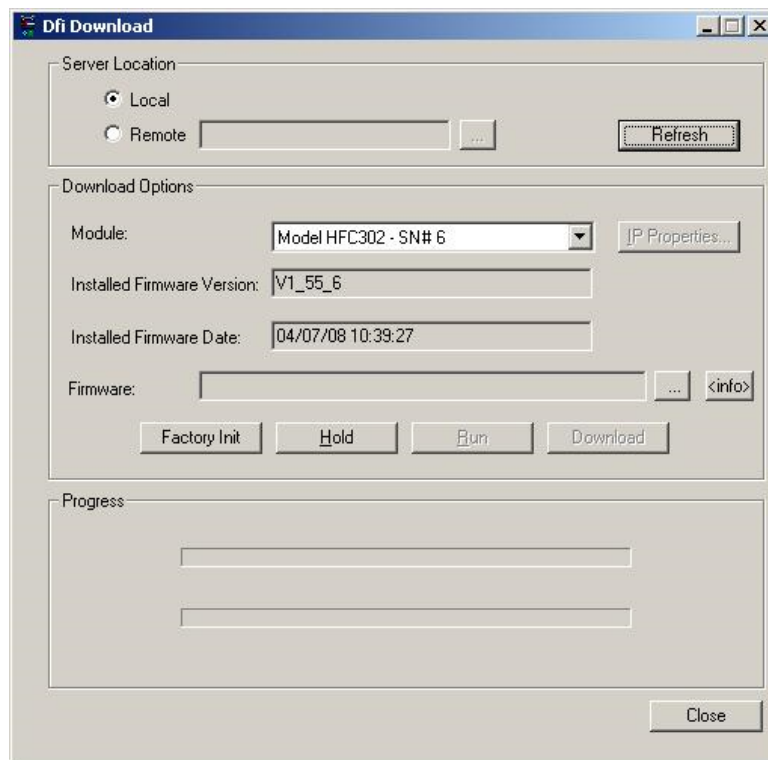 Dfi Download
Server Location
Local
Remote ... Refresh
Download Options
Module: Model HFC302 - SN# 6 IP Properties...
Installed Firmware Version: V1_55_6
Installed Firmware Date: 04/07/08 10:39:27
Firmware: ... <info>
Factory Init Hold Run Download
Progress
Close